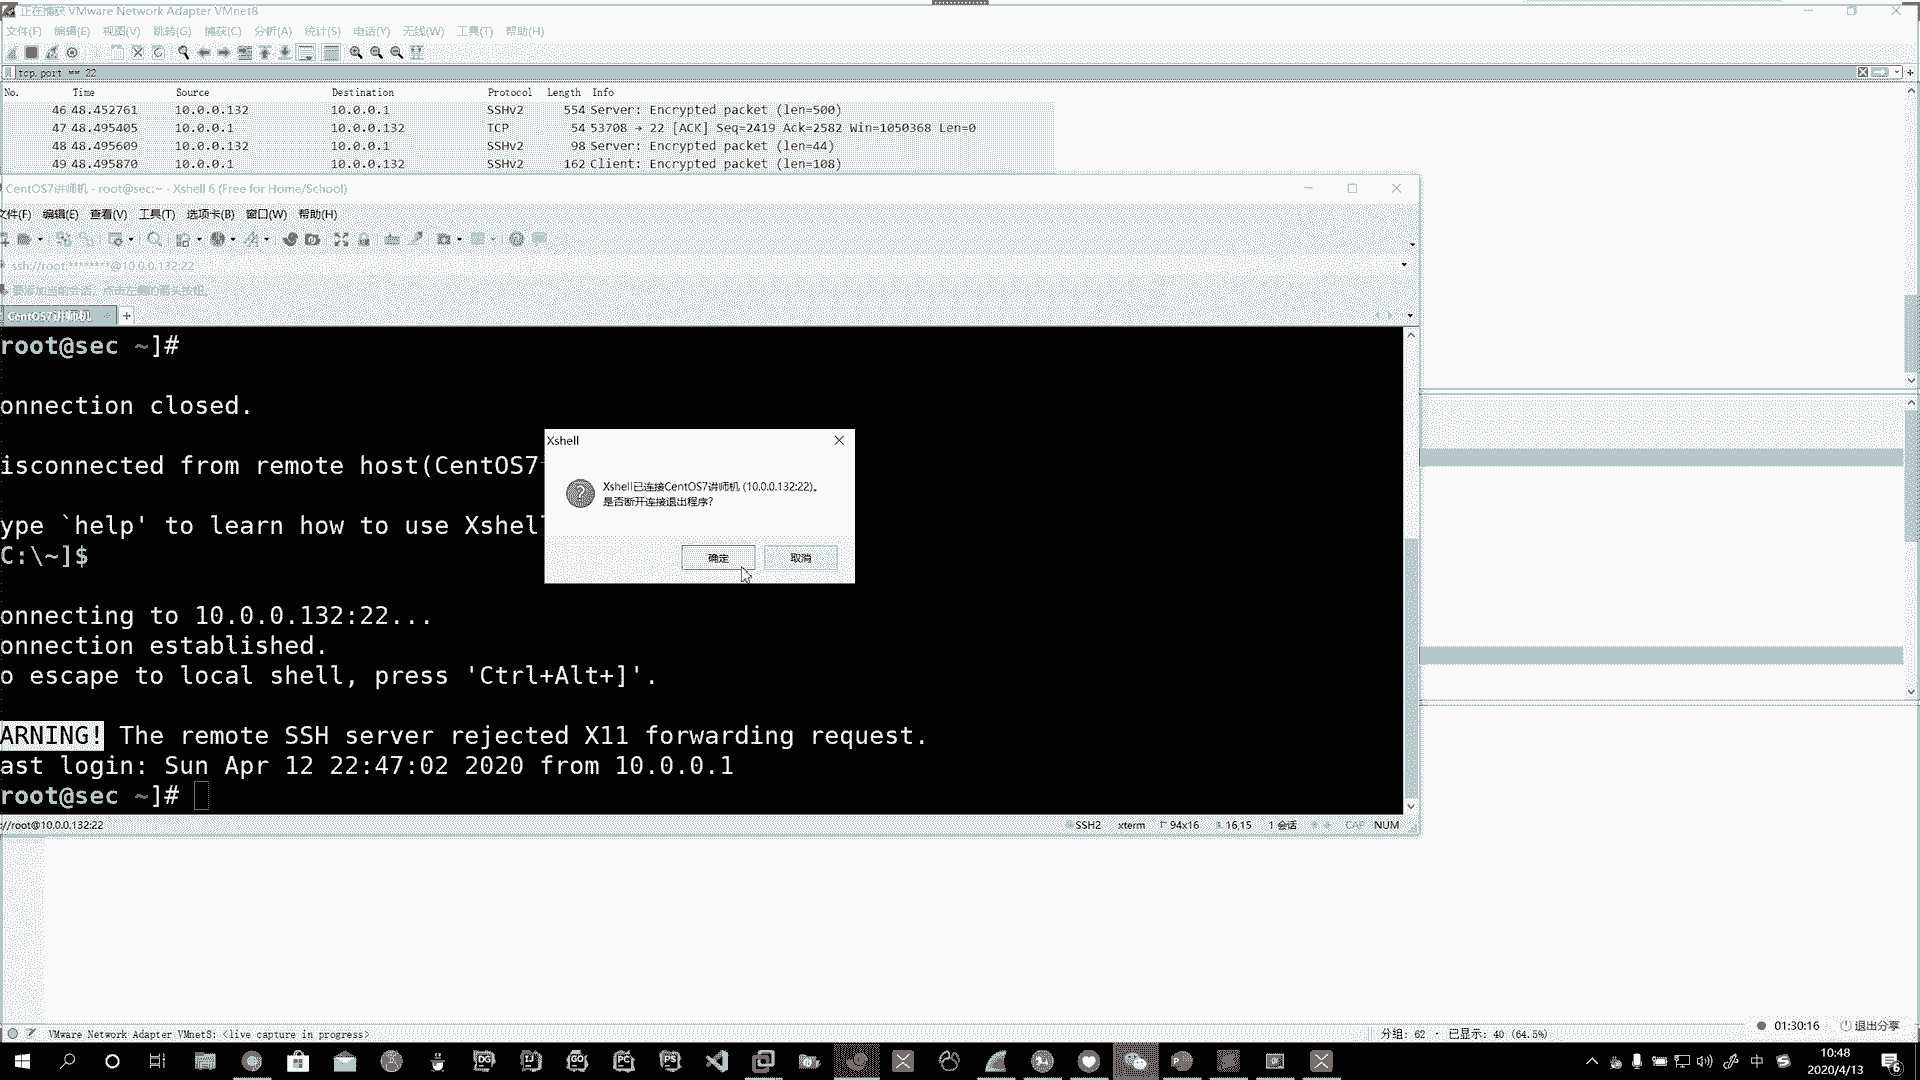 正在捕获 VMware Network Adapter VMnet8
文件(F) 编辑(E) 视图(V) 跳转(G) 捕获(C) 分析(A) 统计(S) 电话(Y) 无线(W) 工具(T) 帮助(H)
tcp.port == 22
No. Time Source Destination Protocol Length Info
46 48.452761 10.0.0.132 10.0.0.1 SSHv2 554 Server: Encrypted packet (len=500)
47 48.495405 10.0.0.1 10.0.0.132 TCP 54 53708 → 22 [ACK] Seq=2419 Ack=2582 Win=1050368 Len=0
48 48.495609 10.0.0.132 10.0.0.1 SSHv2 98 Server: Encrypted packet (len=44)
49 48.495870 10.0.0.1 10.0.0.132 SSHv2 162 Client: Encrypted packet (len=108)
CentOS7讲师机 - root@sec:~ - Xshell 6 (Free for Home/School)
文件(F) 编辑(E) 查看(V) 工具(T) 选项卡(B) 窗口(W) 帮助(H)
ssh://root:********@10.0.0.132:22
要添加当前会话，点击左侧的箭头按钮。
CentOS7讲师机
root@sec ~]#
onnection closed.
isconnected from remote host(CentOS7
ype `help' to learn how to use Xshel
C:\~]$
Xshell
Xshell已连接CentOS7讲师机 (10.0.0.132:22)。
是否断开连接退出程序?
确定 取消
onnecting to 10.0.0.132:22...
onnection established.
o escape to local shell, press 'Ctrl+Alt+]'.
ARNING! The remote SSH server rejected X11 forwarding request.
ast login: Sun Apr 12 22:47:02 2020 from 10.0.0.1
root@sec ~]#
://root@10.0.0.132:22 SSH2 xterm 94x16 16,15 1 会话 CAP NUM
VMware Network Adapter VMnet8: <live capture in progress> 分组: 62 · 已显示: 40 (64.5%)
01:30:16 退出分享
DG IJ GO PC PS
中
10:48
2020/4/13
6